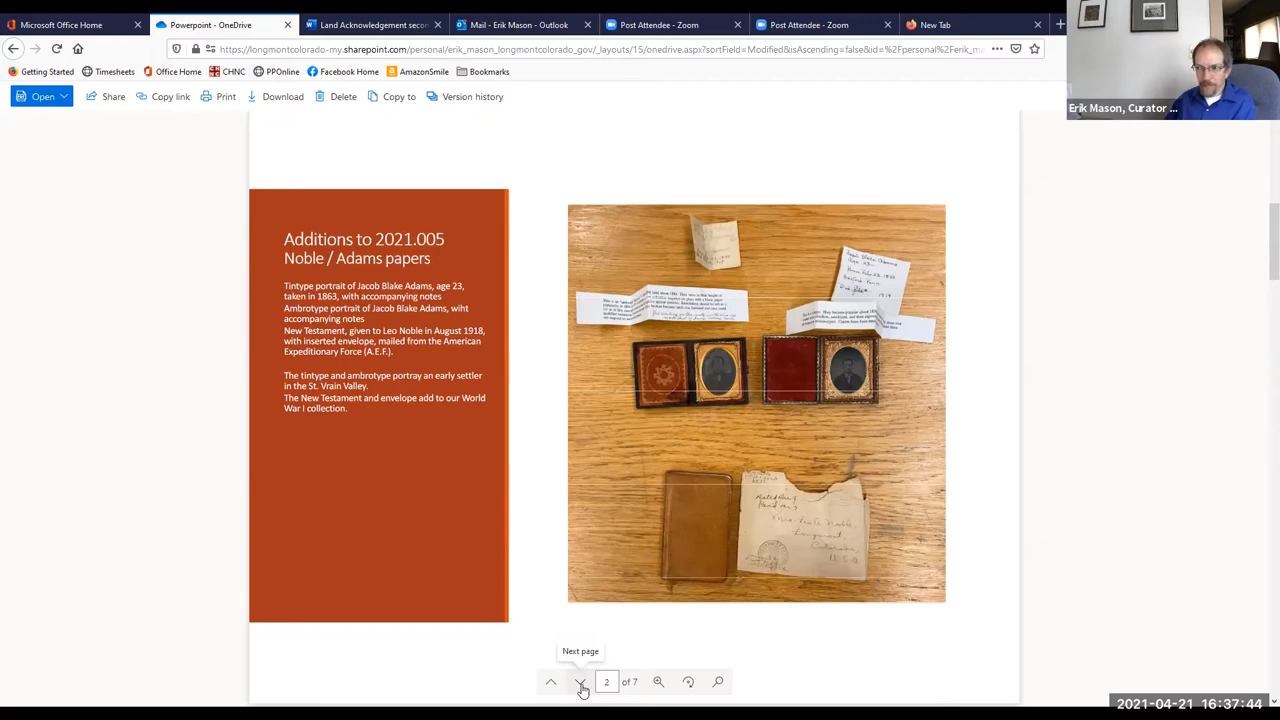 Microsoft Office Home
Powerpoint - OneDrive
Land Acknowledgement secon
Mail - Erik Mason - Outlook
Post Attendee - Zoom
Post Attendee - Zoom
New Tab
https://longmontcolorado-my.sharepoint.com/personal/erik_mason_longmontcolorado_gov/_layouts/15/onedrive.aspx?sortField=Modified&isAscending=false&id=%2Fpersonal%2Ferik_m
Getting Started
Timesheets
Office Home
CHNC
PPOnline
Facebook Home
AmazonSmile
Bookmarks
Erik Mason, Curator ...
Open
Share
Copy link
Print
Download
Delete
Copy to
Version history
Additions to 2021.005
Noble / Adams papers
Tintype portrait of Jacob Blake Adams, age 23,
taken in 1863, with accompanying notes
Ambrotype portrait of Jacob Blake Adams, wiht
accompanying notes
New Testament, given to Leo Noble in August 1918,
with inserted envelope, mailed from the American
Expeditionary Force (A.E.F.).
The tintype and ambrotype portray an early settler
in the St. Vrain Valley.
The New Testament and envelope add to our World
War I collection.
Jacob Blake
Noble,
Longmont,
Colorado,
U.S.A
Next page
2 of 7
2021-04-21 16:37:44